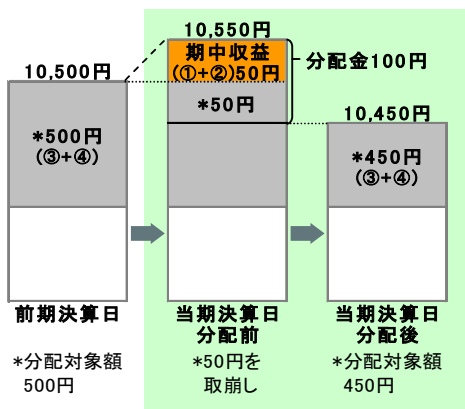 10,550円
期中収益
(①+②)50円
分配金100円
10,500円
*50円
10,450円
*500円
(③+④)
*450円
(③+④)
前期決算日
当期決算日
分配前
当期決算日
分配後
*分配対象額
500円
*50円を
取崩し
*分配対象額
450円